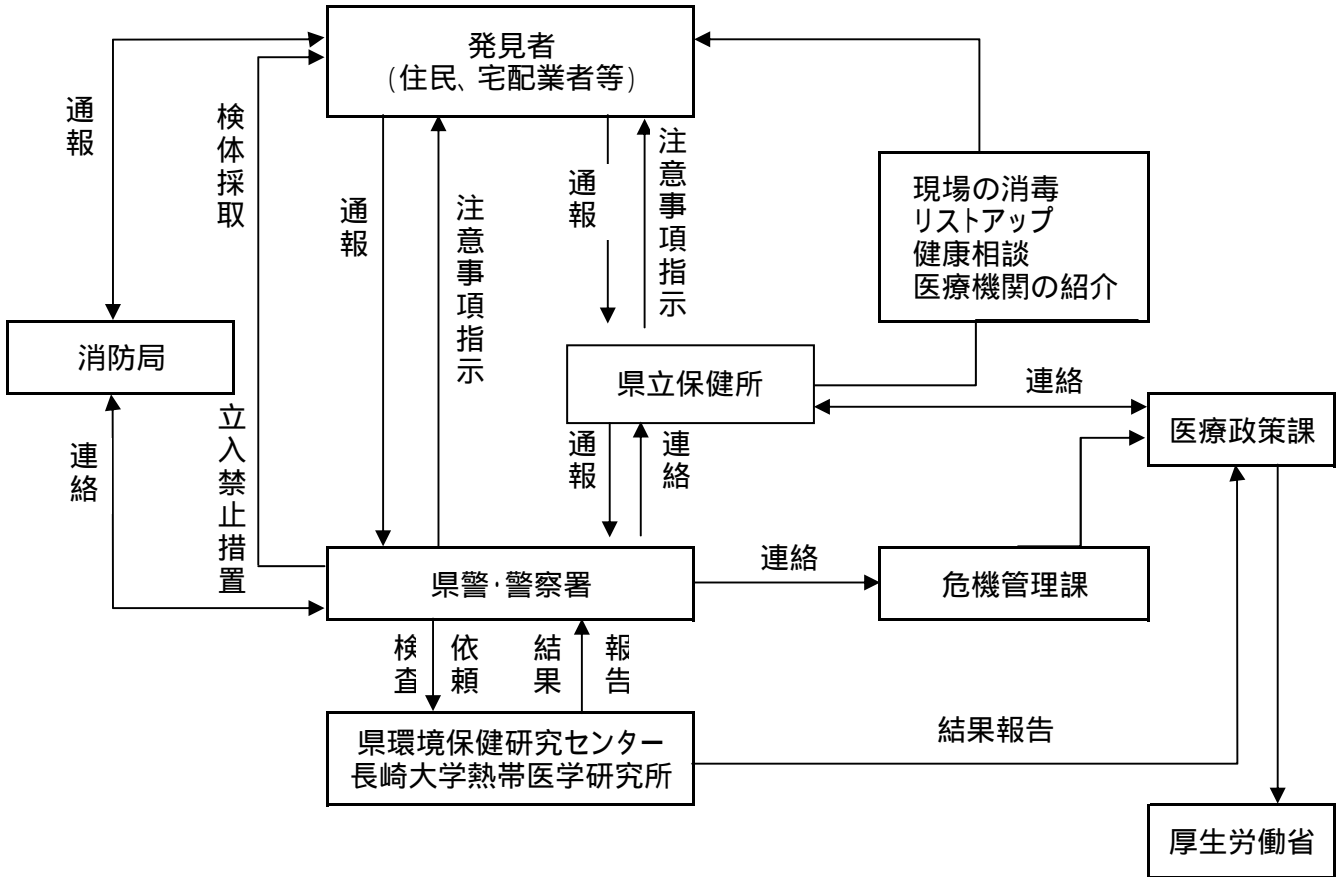 発見者
(住民、宅配業者等)
通報
検体採取
通報
注意事項指示
通報
注意事項指示
現場の消毒
リストアップ
健康相談
医療機関の紹介
消防局
県立保健所
連絡
医療政策課
連絡
立入禁止措置
通報
連絡
県警・警察署
連絡
危機管理課
検査
依頼
結果
報告
県環境保健研究センター
長崎大学熱帯医学研究所
結果報告
厚生労働省